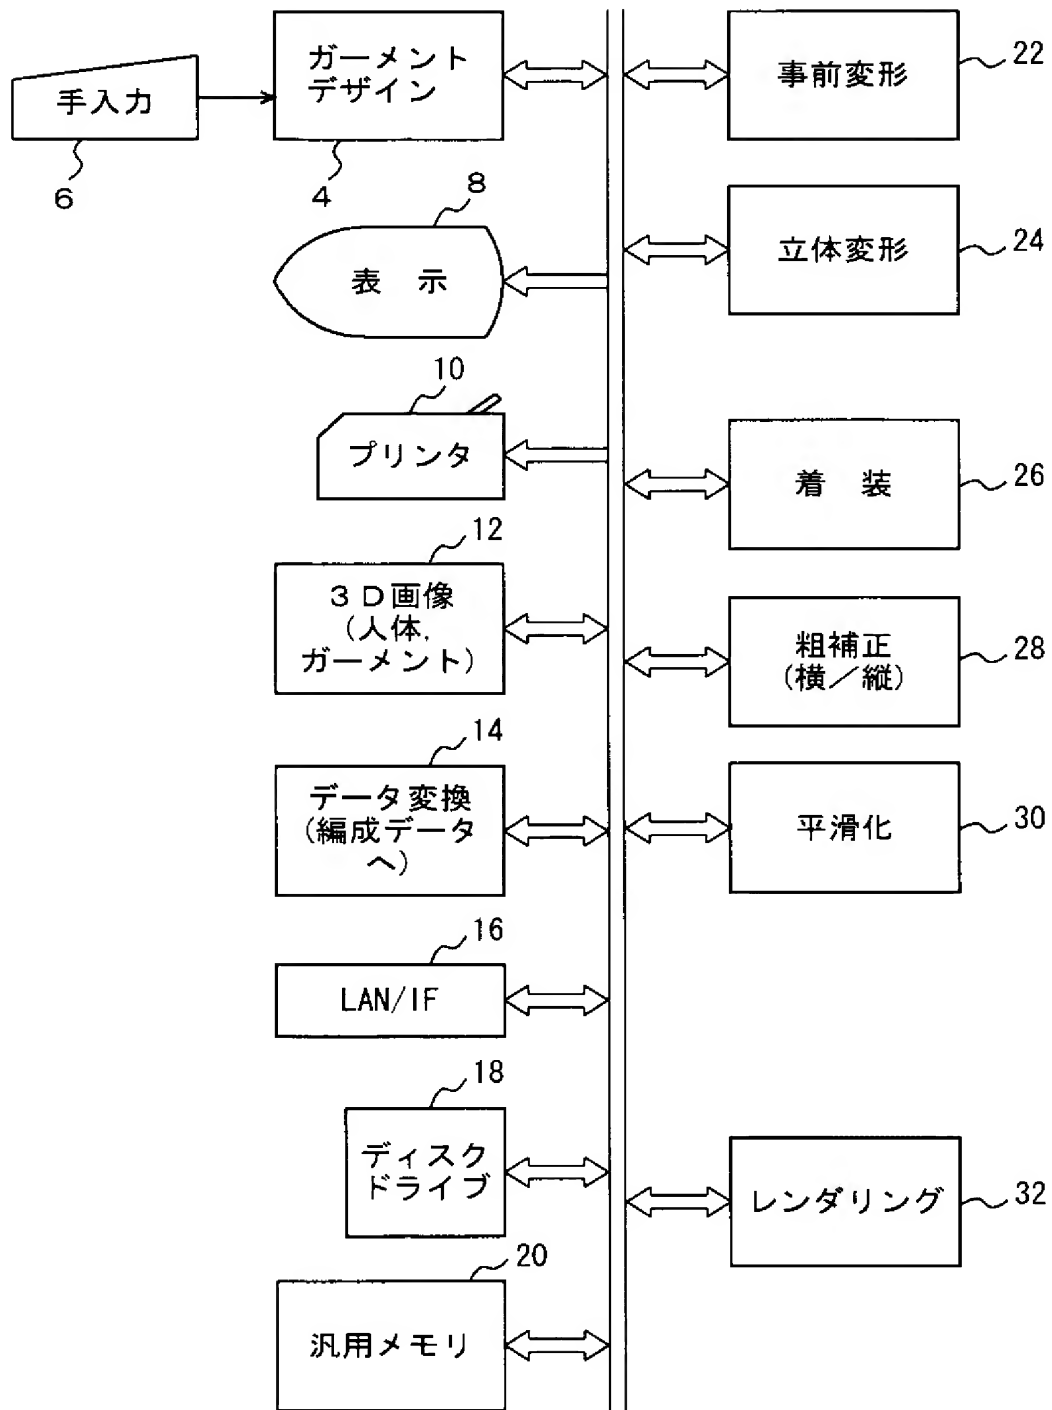 手入力
6
ガーメント
デザイン
4
8
表 示
10
プリンタ
12
3D画像
(人体,
ガーメント)
14
データ変換
(編成データ
へ)
16
LAN/IF
18
ディスク
ドライブ
20
汎用メモリ
事前変形
22
立体変形
24
着 装
26
粗補正
(横/縦)
28
平滑化
30
レンダリング
32